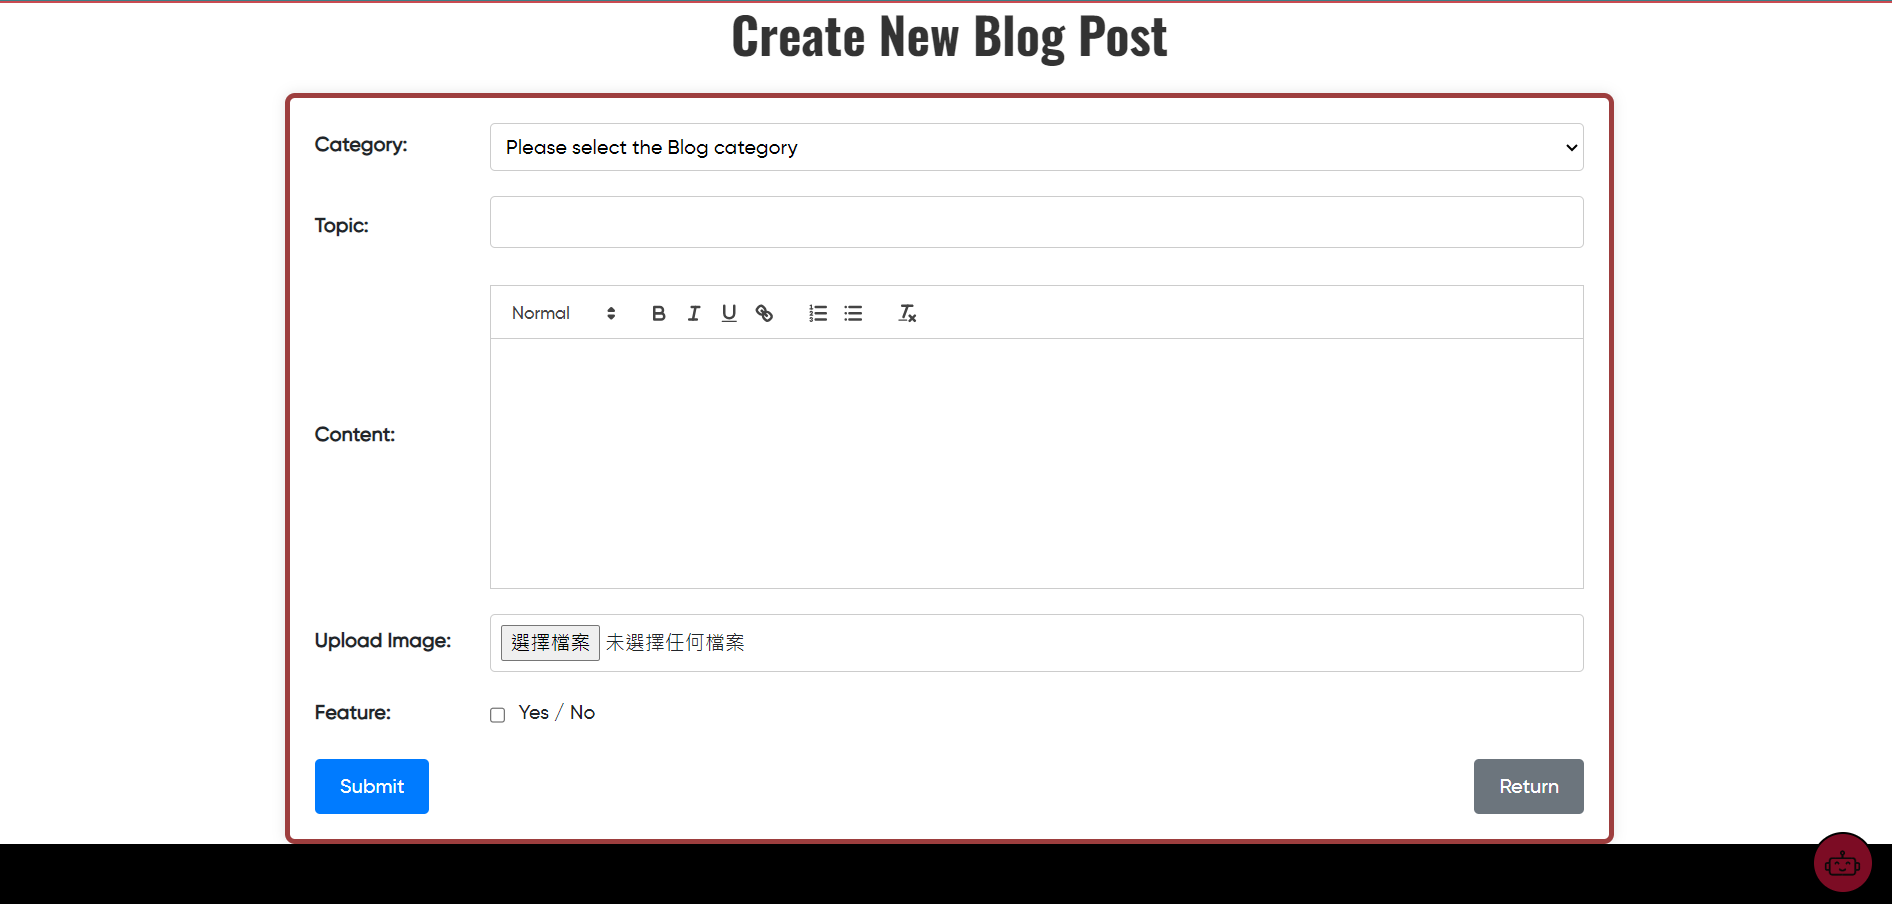 Create New Blog Post
Category:
Please select the Blog category
Topic:
Normal
Content:
Upload Image:
選擇檔案 未選擇任何檔案
Feature:
Yes / No
Submit
Return